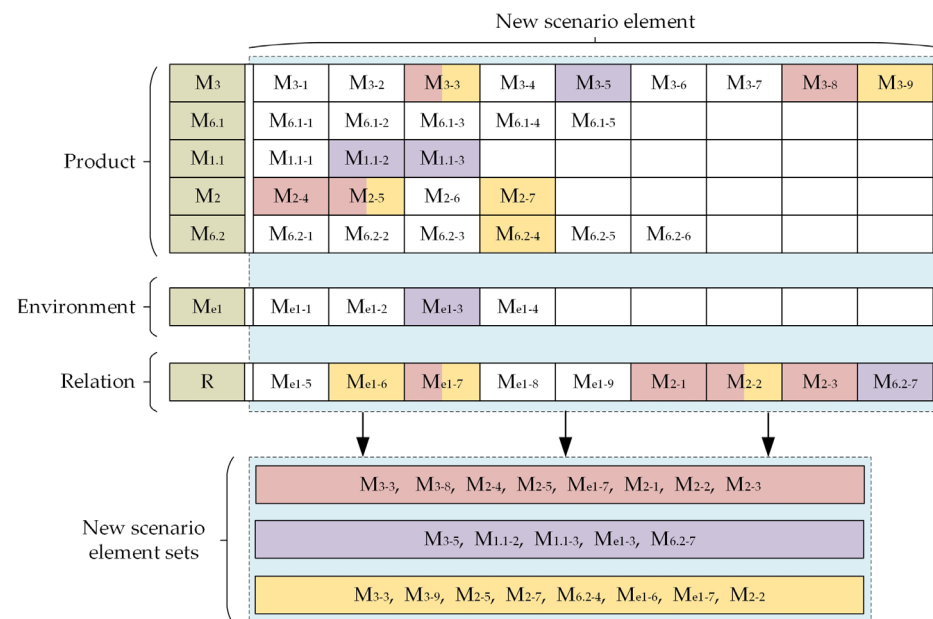 New scenario element
M3 M3-1 M3-2 M3-3 M3-4 M3-5 M3-6 M3-7 M3-8 M3-9
M6.1 M6.1-1 M6.1-2 M6.1-3 M6.1-4 M6.1-5
Product M1.1 M1.1-1 M1.1-2 M1.1-3
M2 M2-4 M2-5 M2-6 M2-7
M6.2 M6.2-1 M6.2-2 M6.2-3 M6.2-4 M6.2-5 M6.2-6
Environment Me1 Me1-1 Me1-2 Me1-3 Me1-4
Relation R Me1-5 Me1-6 Me1-7 Me1-8 Me1-9 M2-1 M2-2 M2-3 M6.2-7
New scenario
element sets
M3-3, M3-8, M2-4, M2-5, Me1-7, M2-1, M2-2, M2-3
M3-5, M1.1-2, M1.1-3, Me1-3, M6.2-7
M3-3, M3-9, M2-5, M2-7, M6.2-4, Me1-6, Me1-7, M2-2